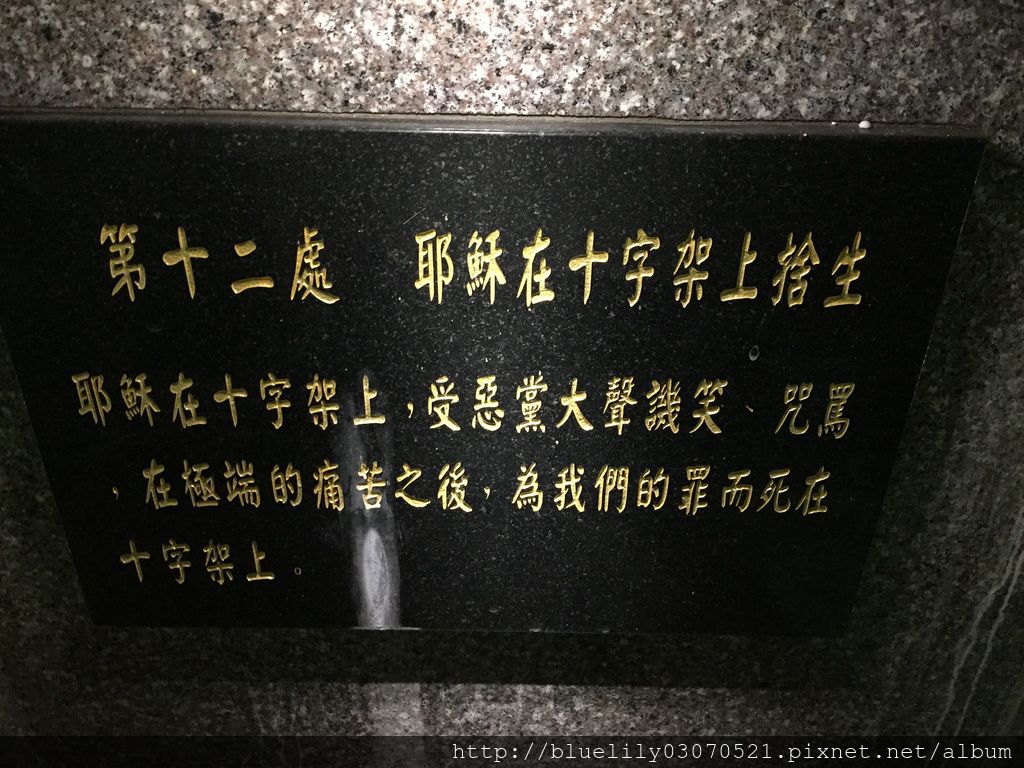 第十二處　耶穌在十字架上捨生
耶穌在十字架上，受惡黨大聲譏笑、咒罵
，在極端的痛苦之後，為我們的罪而死在
十字架上。
http://bluelily03070521.pixnet.net/album